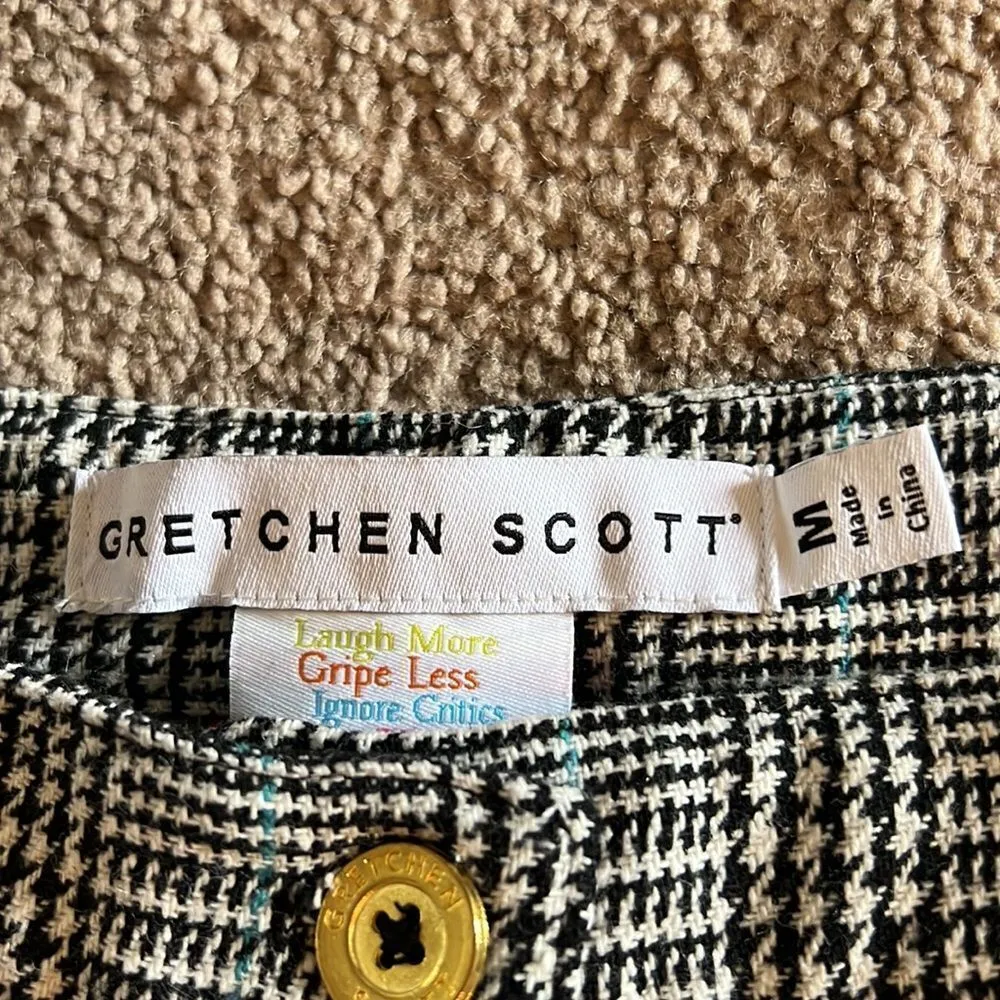 GRETCHEN SCOTT
M
Made
in
China
Laugh More
Gripe Less
Ignore Critics
GRETCHEN